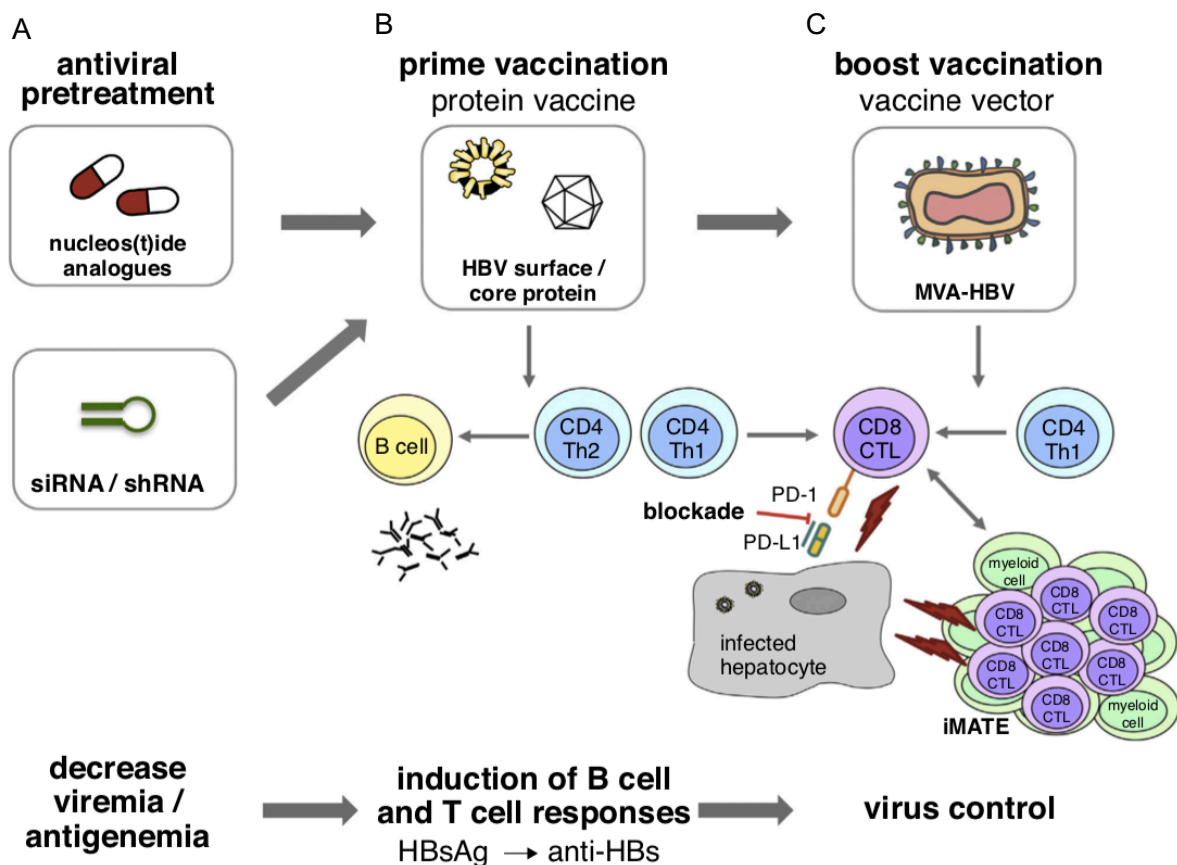 A
antiviral
pretreatment
nucleos(t)ide
analogues
siRNA / shRNA
B
prime vaccination
protein vaccine
HBV surface /
core protein
C
boost vaccination
vaccine vector
MVA-HBV
B cell
CD4
Th2
CD4
Th1
CD8
CTL
CD4
Th1
PD-1
blockade
PD-L1
infected
hepatocyte
myeloid
cell
CD8
CTL
CD8
CTL
CD8
CTL
CD8
CTL
CD8
CTL
CD8
CTL
CD8
CTL
myeloid
cell
iMATE
decrease
viremia /
antigenemia
induction of B cell
and T cell responses
HBsAg → anti-HBs
virus control